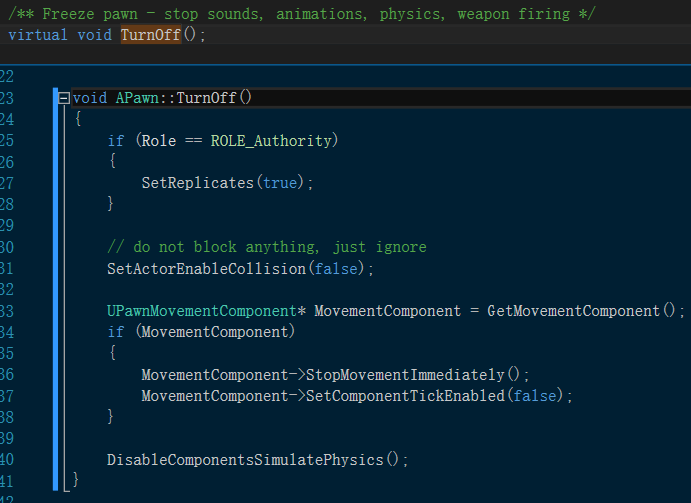 /** Freeze pawn - stop sounds, animations, physics, weapon firing */
virtual void TurnOff();
22
23 void APawn::TurnOff()
24 {
25 if (Role == ROLE_Authority)
26 {
27 SetReplicates(true);
28 }
29
30 // do not block anything, just ignore
31 SetActorEnableCollision(false);
32
33 UPawnMovementComponent* MovementComponent = GetMovementComponent();
34 if (MovementComponent)
35 {
36 MovementComponent->StopMovementImmediately();
37 MovementComponent->SetComponentTickEnabled(false);
38 }
39
40 DisableComponentsSimulatePhysics();
41 }
42